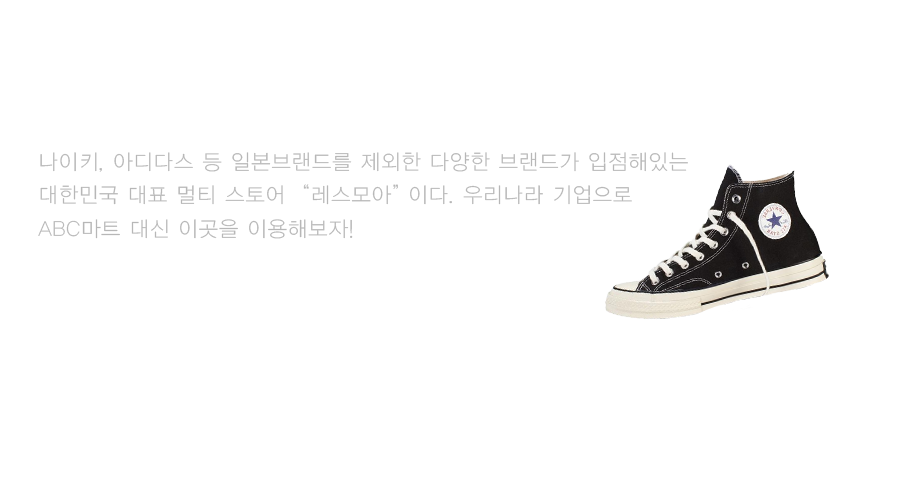 나이키, 아디다스 등 일본브랜드를 제외한 다양한 브랜드가 입점해있는
대한민국 대표 멀티 스토어 “레스모아” 이다. 우리나라 기업으로
ABC마트 대신 이곳을 이용해보자!